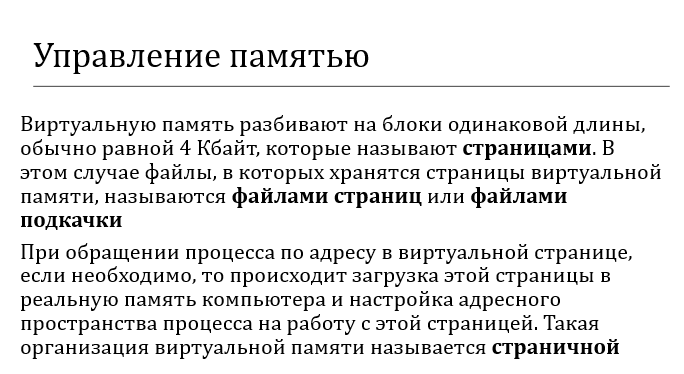 Управление памятью
Виртуальную память разбивают на блоки одинаковой длины,
обычно равной 4 Кбайт, которые называют страницами. В
этом случае файлы, в которых хранятся страницы виртуальной
памяти, называются файлами страниц или файлами
подкачки
При обращении процесса по адресу в виртуальной странице,
если необходимо, то происходит загрузка этой страницы в
реальную память компьютера и настройка адресного
пространства процесса на работу с этой страницей. Такая
организация виртуальной памяти называется страничной